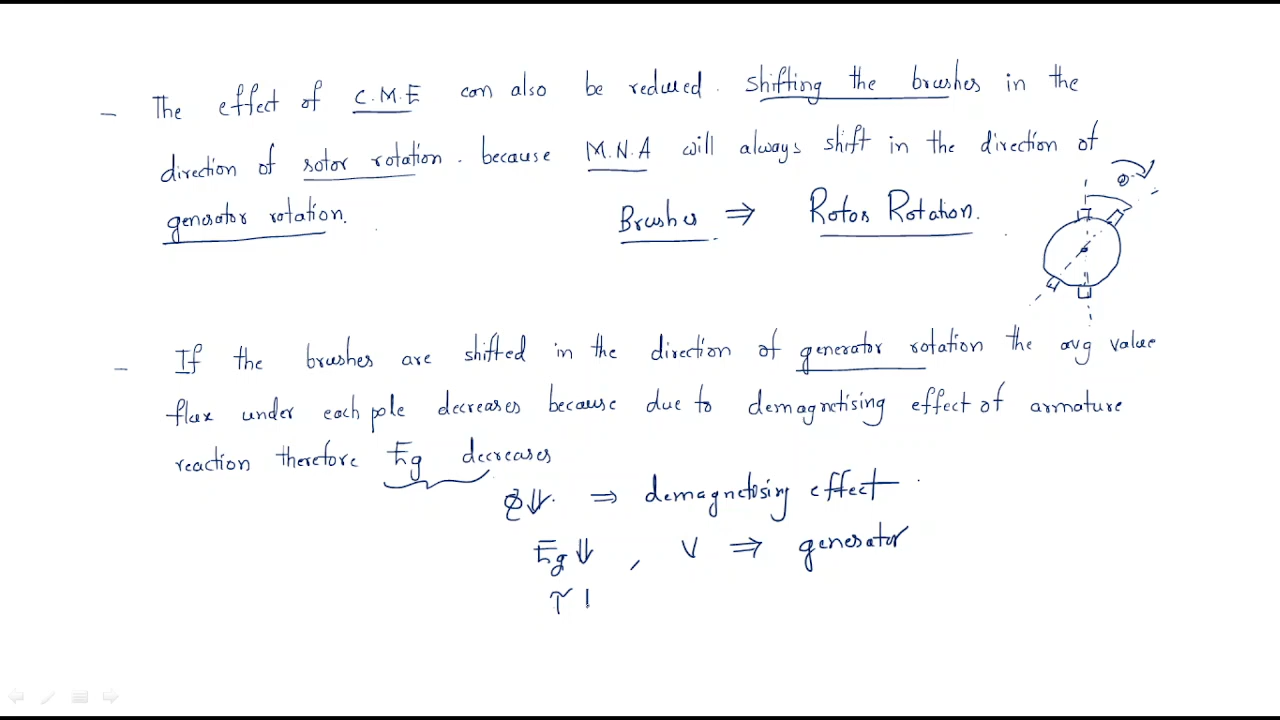 - The effect of C.M.E can also be reduced. shifting the brushes in the
direction of rotor rotation. because M.N.A will always shift in the direction of
generator rotation.
Brushes ⇒ Rotor Rotation.
θ
- If the brushes are shifted in the direction of generator rotation the avg value
flux under each pole decreases because due to demagnetising effect of armature
reaction therefore Eg decreases
Φ⇓. ⇒ demagnetising effect
Eg⇓, V ⇒ generator
T